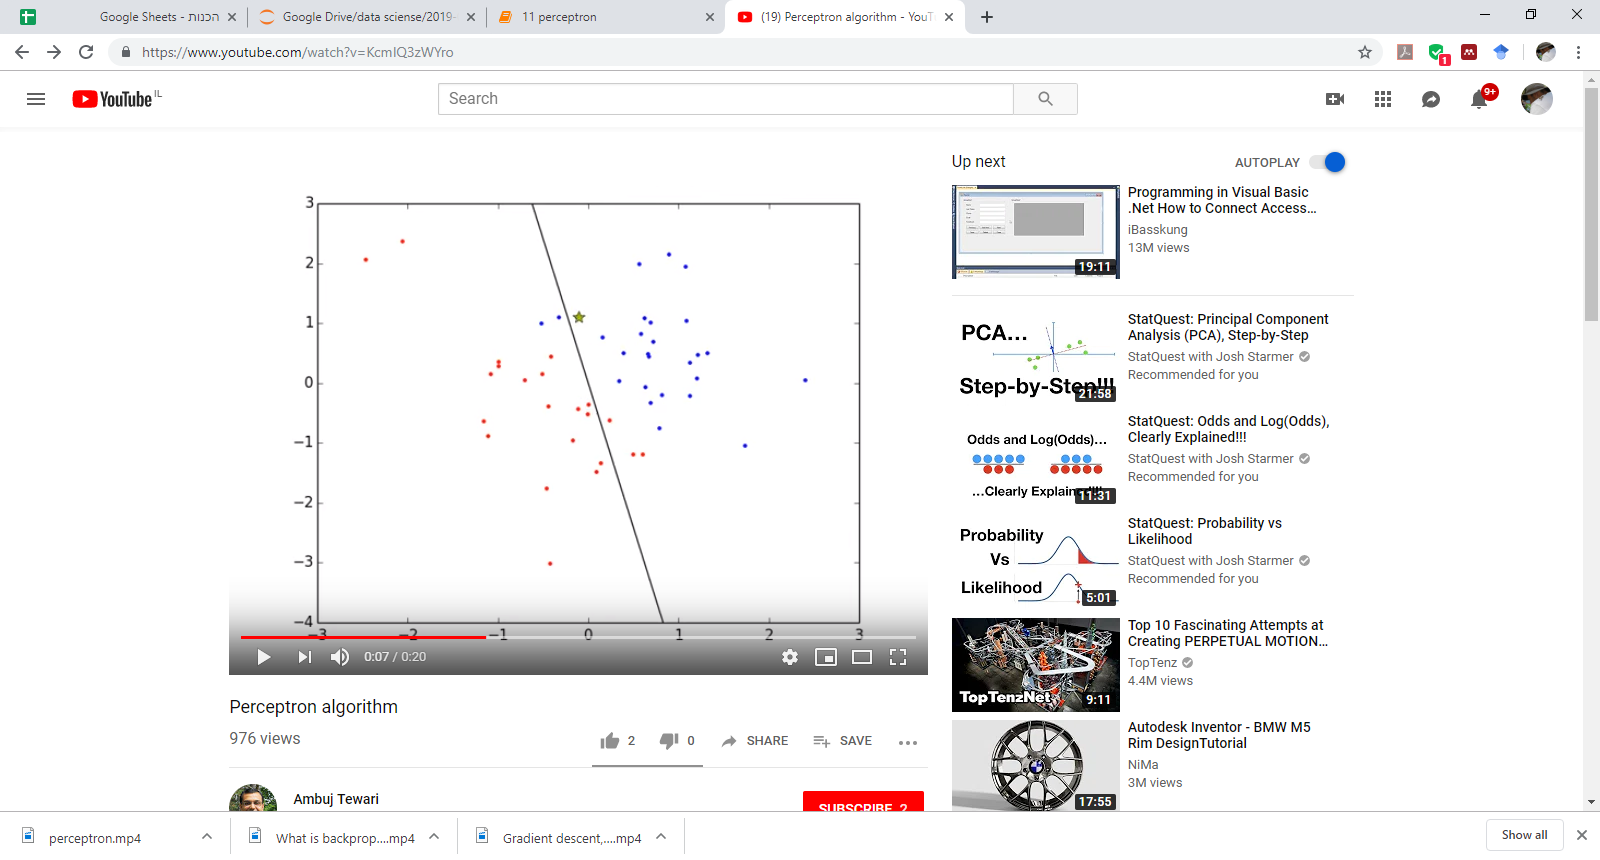 Google Sheets - הכנות
Google Drive/data sciense/2019-
11 perceptron
(19) Perceptron algorithm - YouT
https://www.youtube.com/watch?v=KcmIQ3zWYro
1
YouTube IL
Search
9+
Up next
AUTOPLAY
Programming in Visual Basic
.Net How to Connect Access...
iBasskung
13M views
19:11
PCA...
Step-by-Step!!!
21:58
StatQuest: Principal Component
Analysis (PCA), Step-by-Step
StatQuest with Josh Starmer
Recommended for you
Odds and Log(Odds)...
...Clearly Explained!!!!
11:31
StatQuest: Odds and Log(Odds),
Clearly Explained!!!
StatQuest with Josh Starmer
Recommended for you
Probability
Vs
Likelihood
5:01
StatQuest: Probability vs
Likelihood
StatQuest with Josh Starmer
Recommended for you
TopTenzNet
9:11
Top 10 Fascinating Attempts at
Creating PERPETUAL MOTION...
TopTenz
4.4M views
17:55
Autodesk Inventor - BMW M5
Rim DesignTutorial
NiMa
3M views
3
2
1
0
−1
−2
−3
−4
−3 −2 −1 0 1 2 3
0:07 / 0:20
Perceptron algorithm
976 views
2
0
SHARE
SAVE
Ambuj Tewari
SUBSCRIBE 2
perceptron.mp4
What is backprop....mp4
Gradient descent,....mp4
Show all